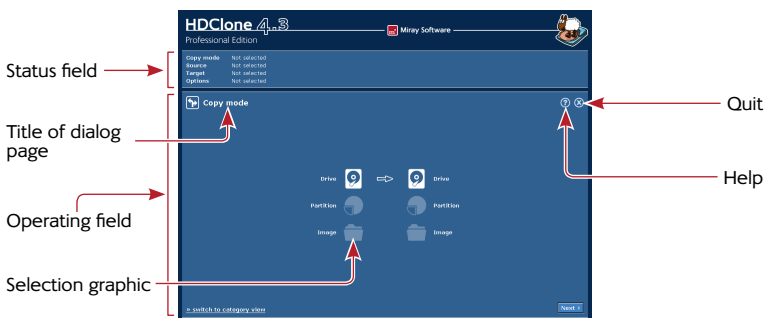 HDClone 4.3
Professional Edition
Miray Software
Copy mode Not selected
Source Not selected
Target Not selected
Options Not selected
Status field
Copy mode
Quit
Title of dialog
page
Help
Drive Drive
Partition Partition
Operating field
Image Image
Selection graphic
» switch to category view
Next ›